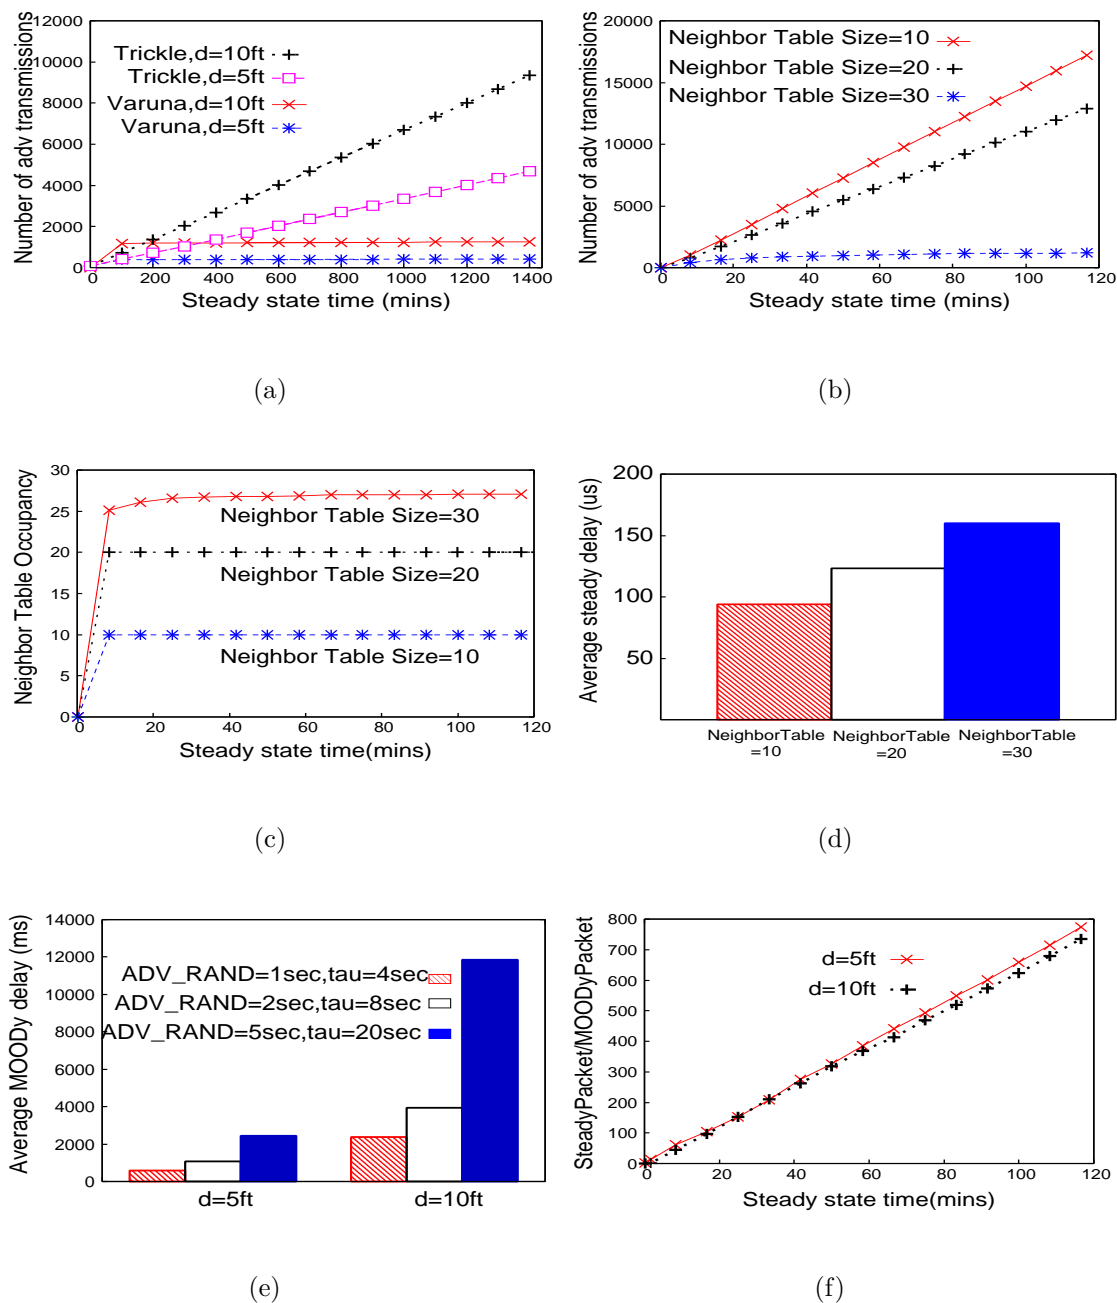 12000
10000
8000
6000
4000
2000
0
Number of adv transmissions
Trickle,d=10ft
Trickle,d=5ft
Varuna,d=10ft
Varuna,d=5ft
0 200 400 600 800 1000 1200 1400
Steady state time (mins)
(a)
20000
15000
10000
5000
0
Number of adv transmissions
Neighbor Table Size=10
Neighbor Table Size=20
Neighbor Table Size=30
0 20 40 60 80 100 120
Steady state time (mins)
(b)
30
25
20
15
10
5
0
Neighbor Table Occupancy
Neighbor Table Size=30
Neighbor Table Size=20
Neighbor Table Size=10
0 20 40 60 80 100 120
Steady state time(mins)
(c)
200
150
100
50
Average steady delay (us)
NeighborTable
=10
NeighborTable
=20
NeighborTable
=30
(d)
14000
12000
10000
8000
6000
4000
2000
0
Average MOODy delay (ms)
ADV_RAND=1sec,tau=4sec
ADV_RAND=2sec,tau=8sec
ADV_RAND=5sec,tau=20sec
d=5ft
d=10ft
(e)
800
700
600
500
400
300
200
100
0
SteadyPacket/MOODyPacket
d=5ft
d=10ft
0 20 40 60 80 100 120
Steady state time(mins)
(f)